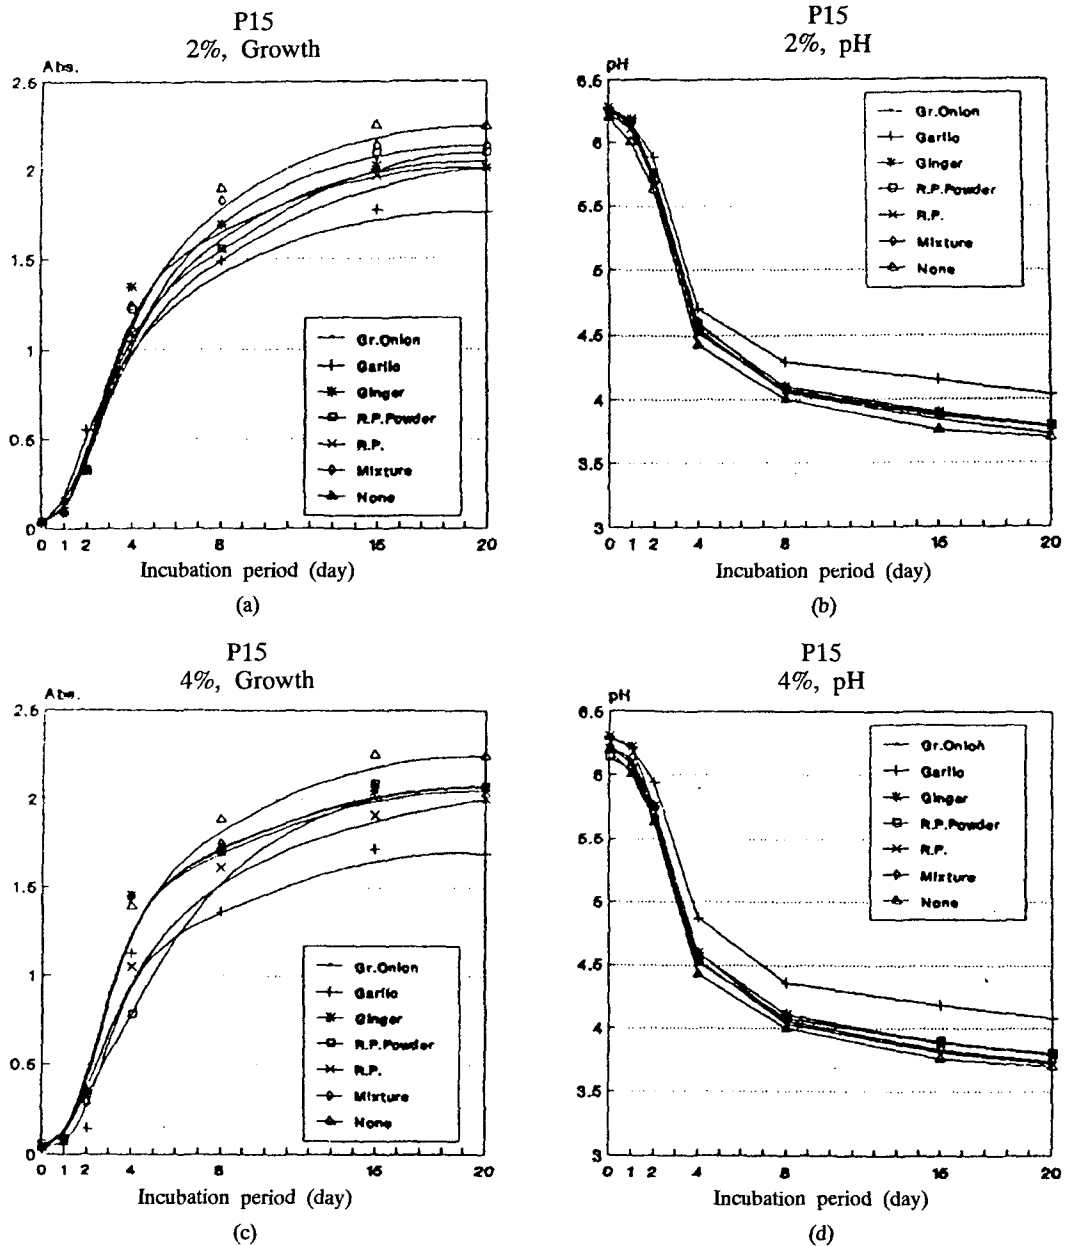 P15
2%, Growth
Abs.
2.5
2
1.5
1
0.5
0
0 1 2 4 8 16 20
Gr.Onion
Garlic
Ginger
R.P.Powder
R.P.
Mixture
None
Incubation period (day)
(a)
P15
2%, pH
pH
6.5
6
5.5
5
4.5
4
3.5
3
0 1 2 4 8 16 20
Gr.Onion
Garlic
Ginger
R.P.Powder
R.P.
Mixture
None
Incubation period (day)
(b)
P15
4%, Growth
Abs.
2.5
2
1.5
1
0.5
0
0 1 2 4 8 16 20
Gr.Onion
Garlic
Ginger
R.P.Powder
R.P.
Mixture
None
Incubation period (day)
(c)
P15
4%, pH
pH
6.5
6
5.5
5
4.5
4
3.5
3
0 1 2 4 8 16 20
Gr.Onion
Garlic
Ginger
R.P.Powder
R.P.
Mixture
None
Incubation period (day)
(d)